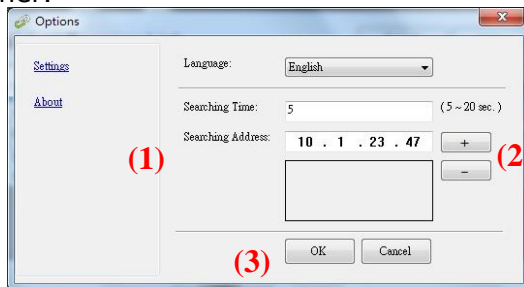 Options
Settings
About
Language: English
Searching Time: 5 (5~20 sec.)
Searching Address: 10 . 1 . 23 . 47 +
(1) (2
-
(3) OK Cancel